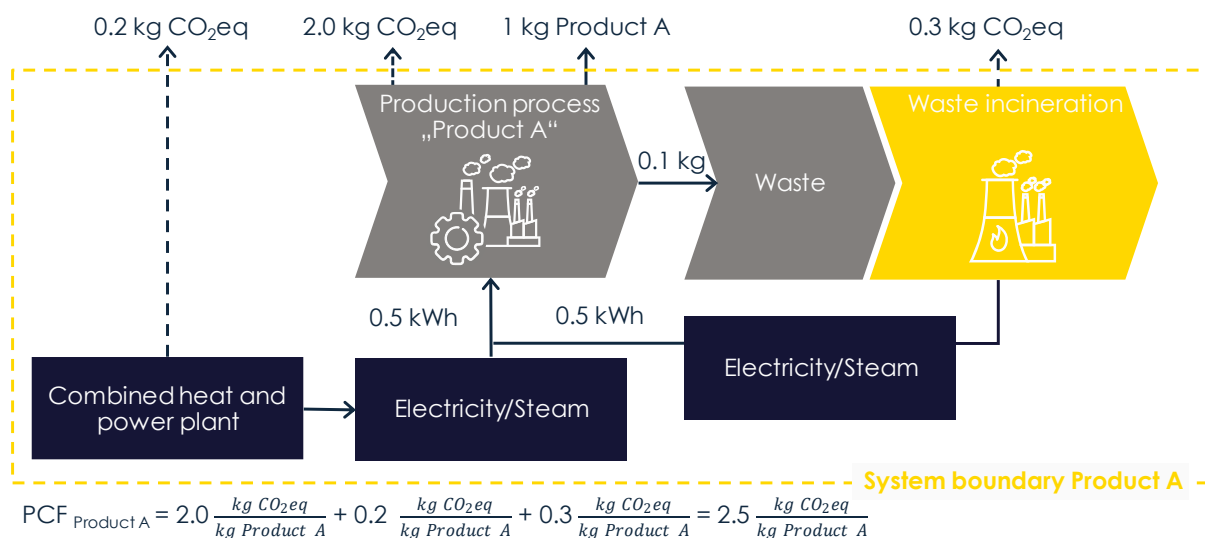 0.2 kg CO₂eq
2.0 kg CO₂eq
1 kg Product A
0.3 kg CO₂eq
Production process
„Product A“
Waste incineration
0.1 kg
Waste
0.5 kWh
0.5 kWh
Combined heat and
power plant
Electricity/Steam
Electricity/Steam
System boundary Product A
PCF Product A = 2.0 kg CO₂eq / kg Product A + 0.2 kg CO₂eq / kg Product A + 0.3 kg CO₂eq / kg Product A = 2.5 kg CO₂eq / kg Product A